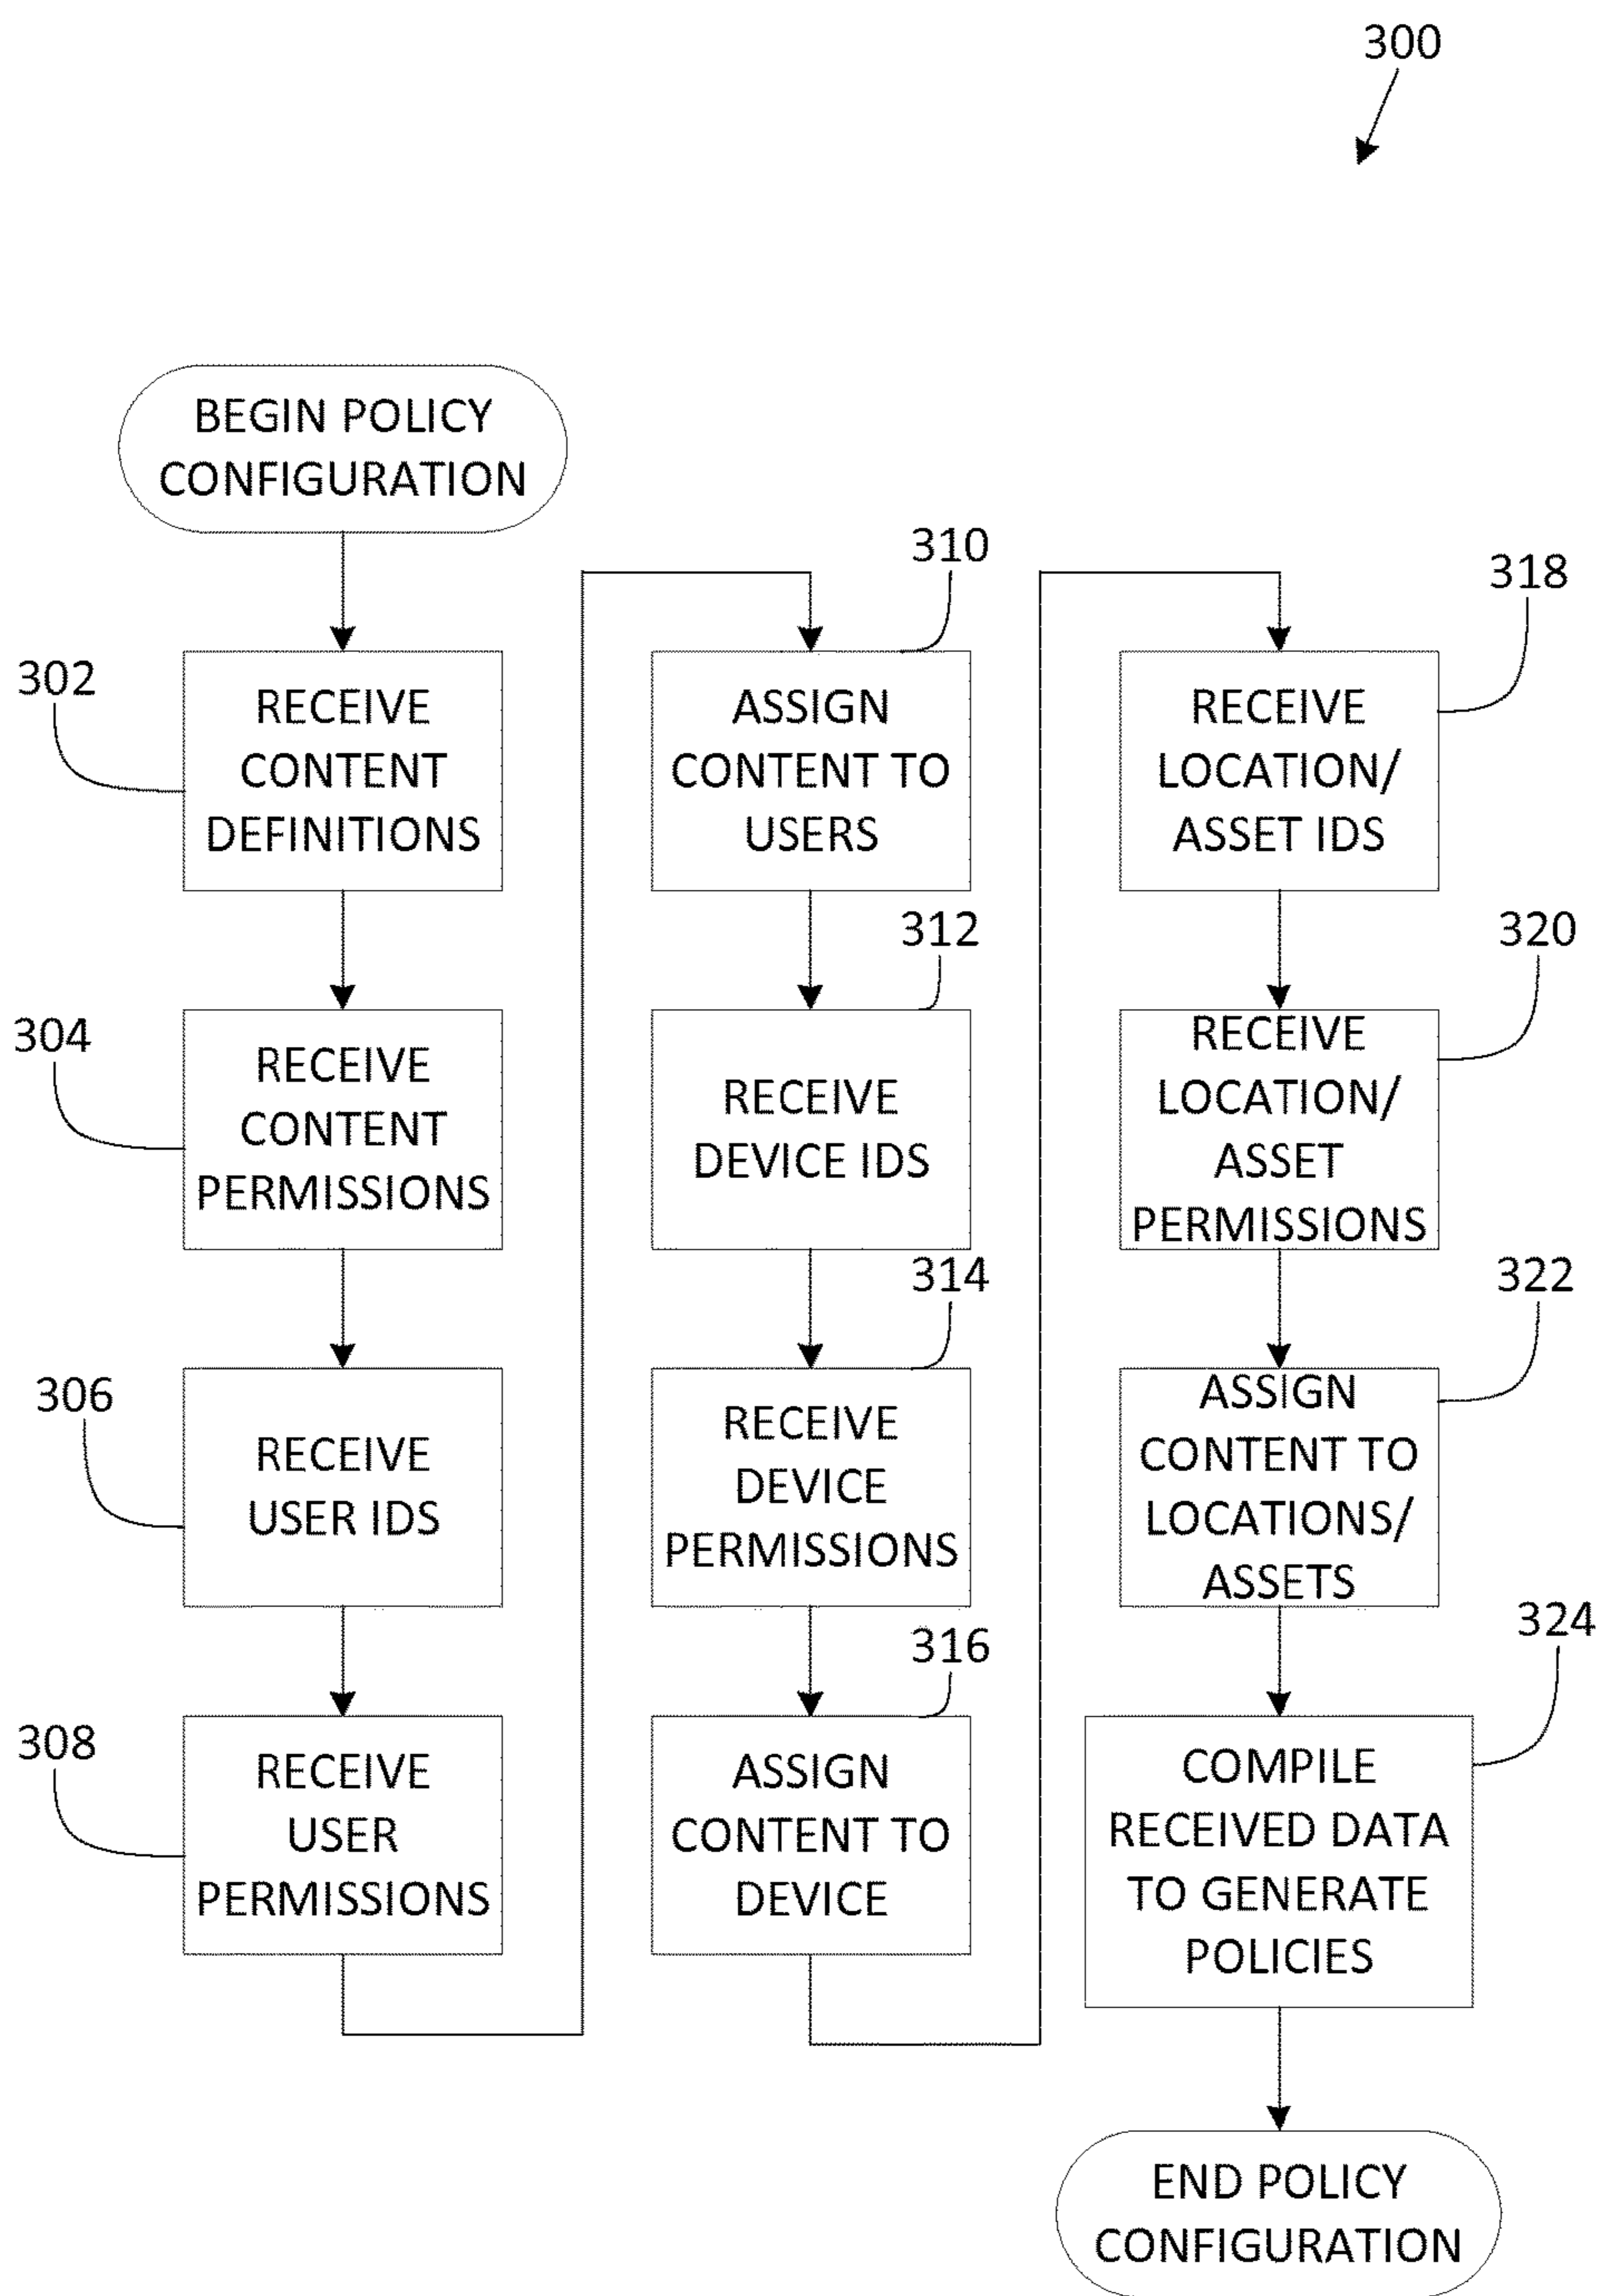 300
BEGIN POLICY
CONFIGURATION
302
RECEIVE
CONTENT
DEFINITIONS
304
RECEIVE
CONTENT
PERMISSIONS
306
RECEIVE
USER IDS
308
RECEIVE
USER
PERMISSIONS
310
ASSIGN
CONTENT TO
USERS
312
RECEIVE
DEVICE IDS
314
RECEIVE
DEVICE
PERMISSIONS
316
ASSIGN
CONTENT TO
DEVICE
318
RECEIVE
LOCATION/
ASSET IDS
320
RECEIVE
LOCATION/
ASSET
PERMISSIONS
322
ASSIGN
CONTENT TO
LOCATIONS/
ASSETS
324
COMPILE
RECEIVED DATA
TO GENERATE
POLICIES
END POLICY
CONFIGURATION